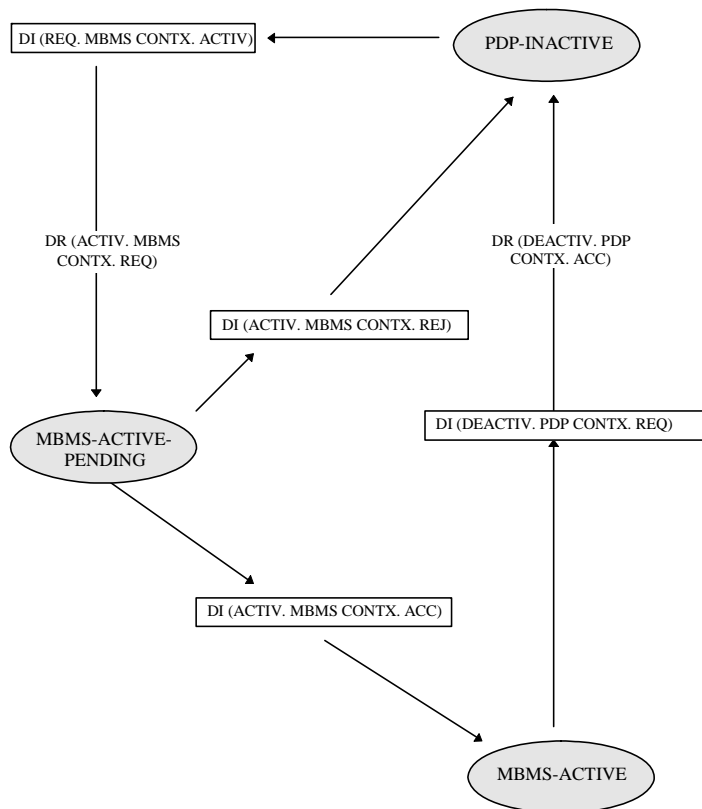 DI (REQ. MBMS CONTX. ACTIV)
PDP-INACTIVE
DR (ACTIV. MBMS
CONTX. REQ)
DR (DEACTIV. PDP
CONTX. ACC)
DI (ACTIV. MBMS CONTX. REJ)
MBMS-ACTIVE-
PENDING
DI (DEACTIV. PDP CONTX. REQ)
DI (ACTIV. MBMS CONTX. ACC)
MBMS-ACTIVE